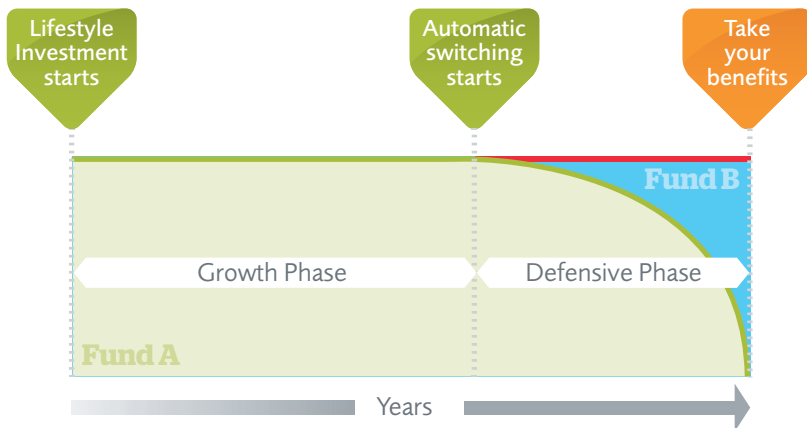 Lifestyle
Investment
starts
Automatic
switching
starts
Take
your
benefits
Fund B
Growth Phase
Defensive Phase
Fund A
Years